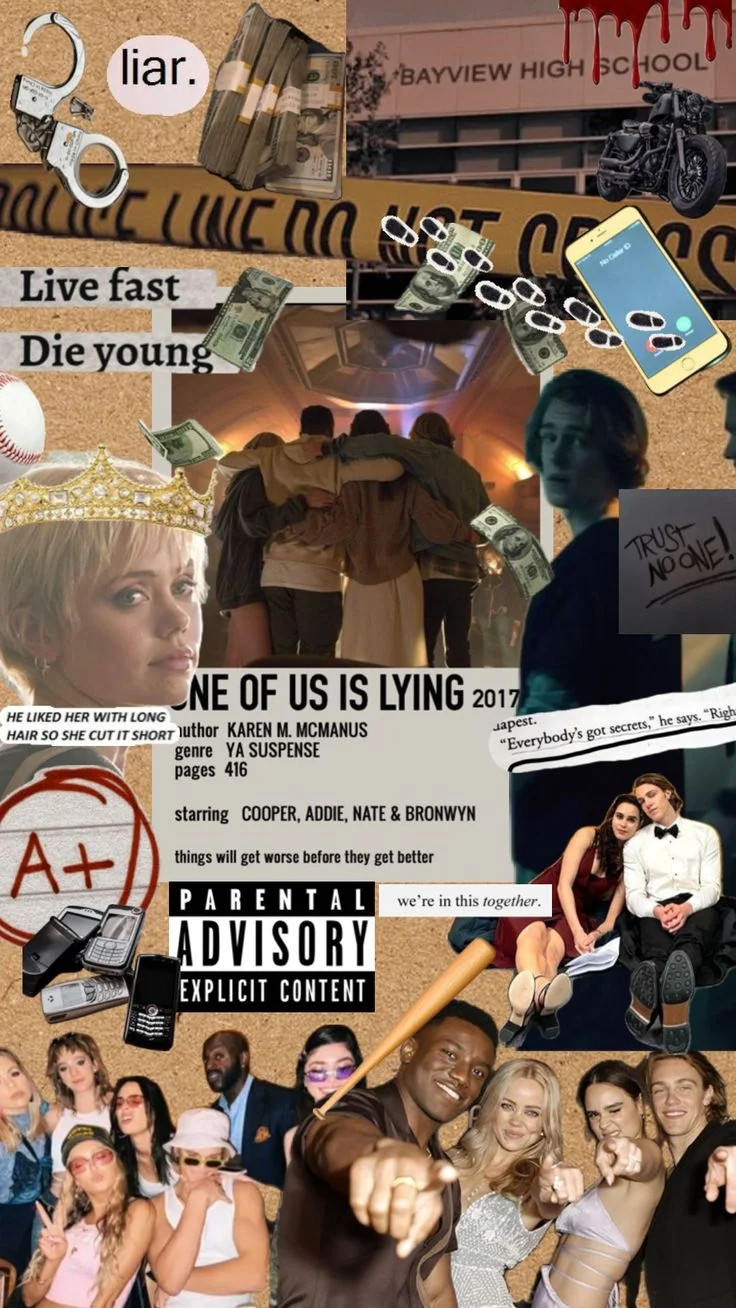 liar.
BAYVIEW HIGH SCHOOL
POLICE LINE DO NOT CROSS
No Caller ID
Live fast
Die young
TRUST
NO ONE!
HE LIKED HER WITH LONG
HAIR SO SHE CUT IT SHORT
ONE OF US IS LYING 2017
author KAREN M. MCMANUS
genre YA SUSPENSE
pages 416
starring COOPER, ADDIE, NATE & BRONWYN
things will get worse before they get better
"Everybody's got secrets," he says. "Righ
A+
PARENTAL
ADVISORY
EXPLICIT CONTENT
we're in this together.